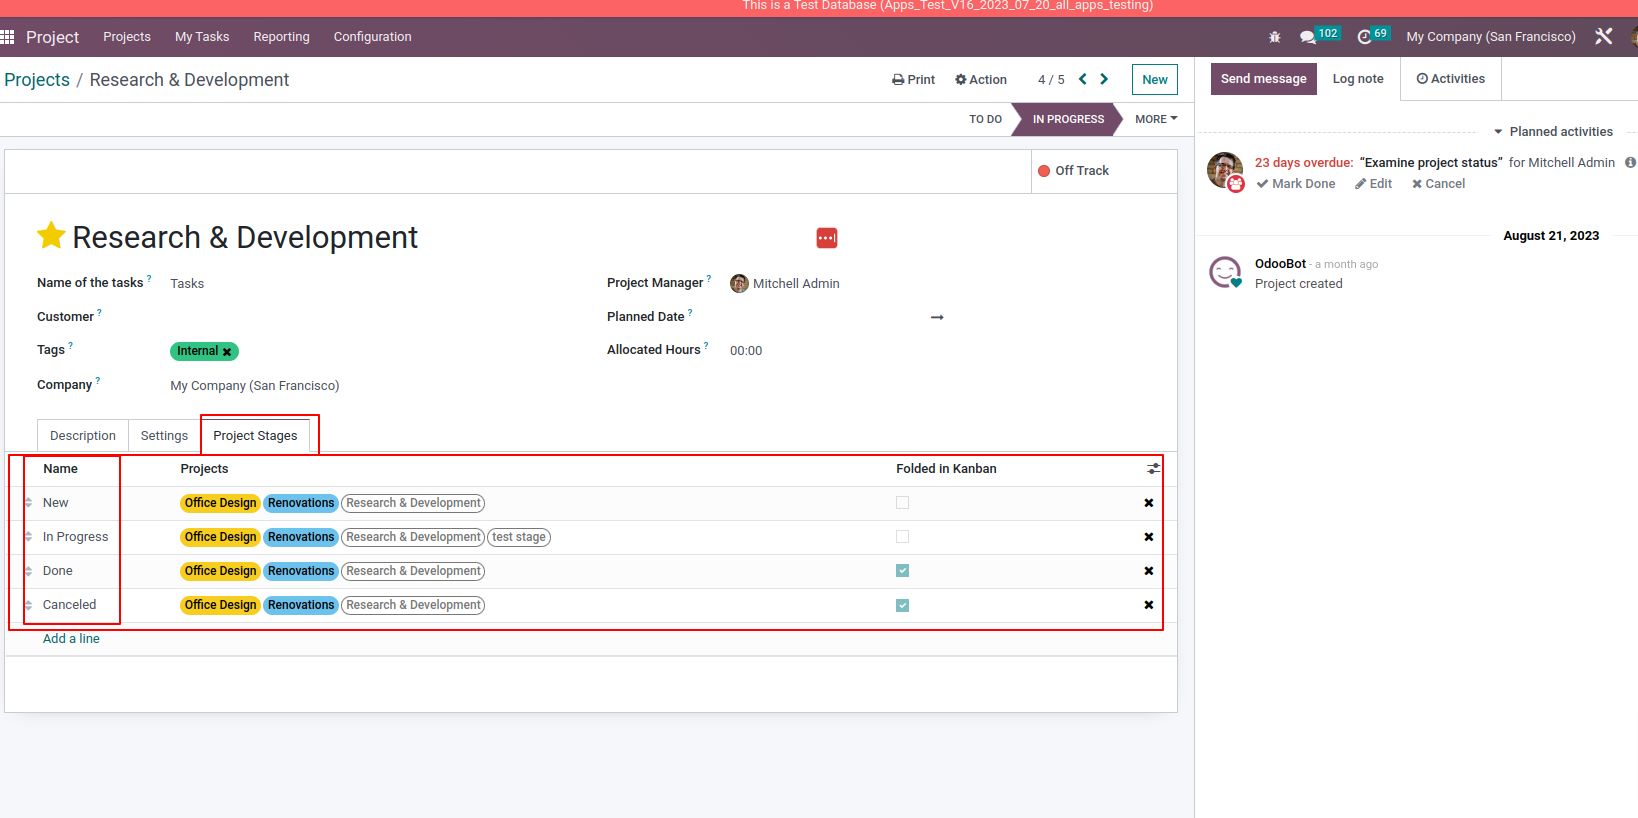 This is a Test Database (Apps_Test_V16_2023_07_20_all_apps_testing)
Project Projects My Tasks Reporting Configuration 102 69 My Company (San Francisco)
Projects / Research & Development Print Action 4 / 5 New
Send message Log note Activities
TO DO IN PROGRESS MORE
Off Track
Research & Development
Name of the tasks ? Tasks
Customer ?
Tags ? Internal
Company ? My Company (San Francisco)
Project Manager ? Mitchell Admin
Planned Date ?
Allocated Hours ? 00:00
Description Settings Project Stages
Name Projects Folded in Kanban
New Office Design Renovations Research & Development
In Progress Office Design Renovations Research & Development test stage
Done Office Design Renovations Research & Development
Canceled Office Design Renovations Research & Development
Add a line
Planned activities
23 days overdue: “Examine project status” for Mitchell Admin
Mark Done Edit Cancel
August 21, 2023
OdooBot - a month ago
Project created